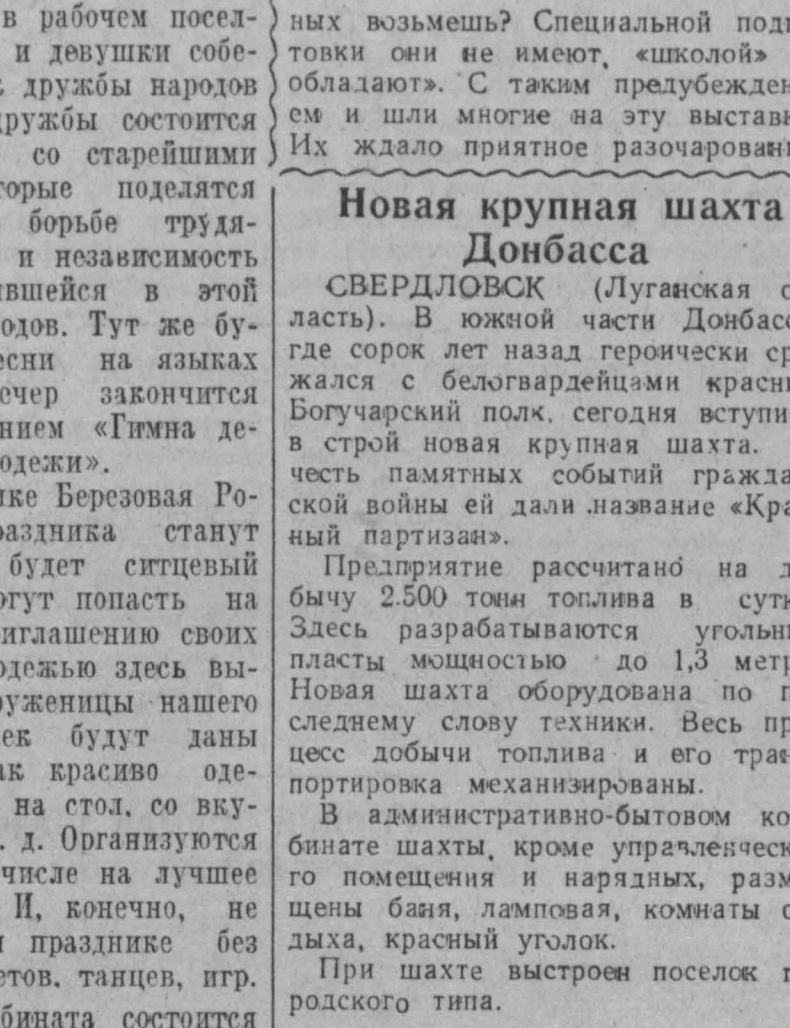 в рабочем посел-
и девушки собе-
дружбы народов
дружбы состоится
со старейшими
торые поделятся
борьбе трудя-
и независимость
вшейся в этой
одов. Тут же бу-
есни на языках
ечер закончится
нием «Гимна де-
одежи».
ке Березовая Ро-
раздника станут
будет ситцевый
огут попасть на
иглашению своих
одежью здесь вы-
руженицы нашего
ек будут даны
ак красиво оде-
на стол, со вку-
. д. Организуются
числе на лучшее
И, конечно, не
празднике без
етов, танцев, игр.
бината состоится
ных возьмешь? Специальной подг
товки они не имеют, «школой»
обладают». С таким предубежден
ем и шли многие на эту выставк
Их ждало приятное разочарован
Новая крупная шахта
Донбасса
СВЕРДЛОВСК (Луганская о
ласть). В южной части Донбасс
где сорок лет назад героически ср
жался с белогвардейцами красн
Богучарский полк, сегодня вступи
в строй новая крупная шахта.
честь памятных событий гражда
ской войны ей дали название «Кра
ный партизан».
Предприятие рассчитано на д
бычу 2.500 тонн топлива в сутк
Здесь разрабатываются угольн
пласты мощностью до 1,3 метр
Новая шахта оборудована по п
следнему слову техники. Весь пр
цесс добычи топлива и его тран
портировка механизированы.
В административно-бытовом ко
бинате шахты, кроме управленческ
го помещения и нарядных, разм
щены баня, ламповая, комнаты о
дыха, красный уголок.
При шахте выстроен поселок г
родского типа.